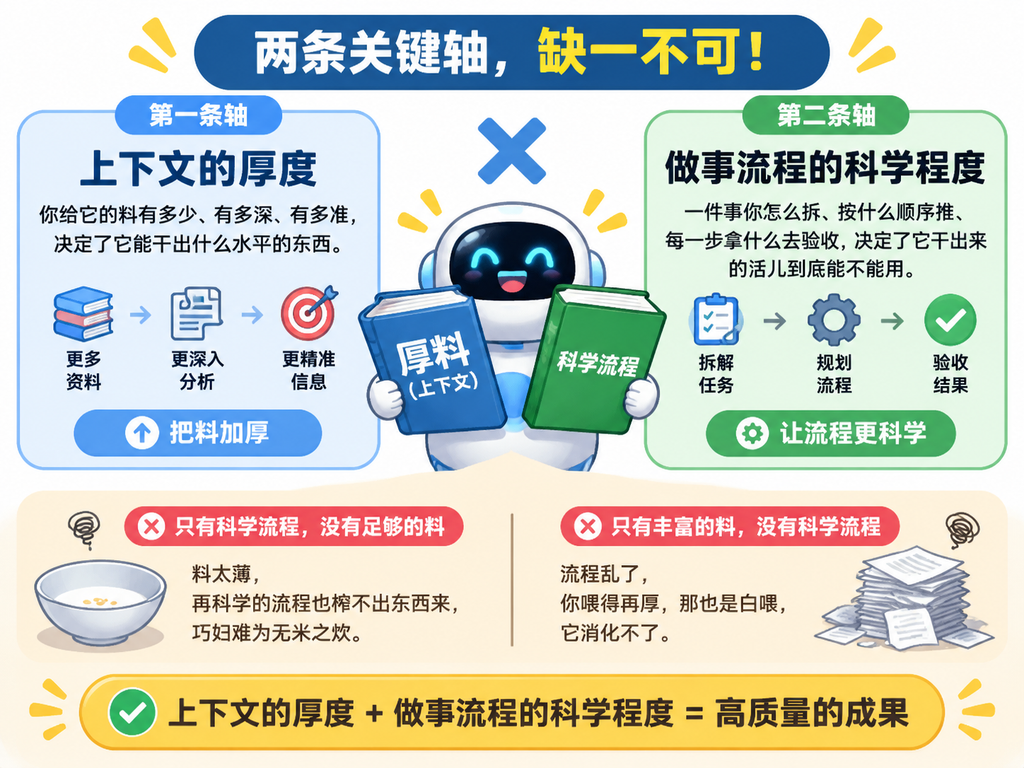 两条关键轴，缺一不可！
第一条轴
上下文的厚度
你给它的料有多少、有多深、有多准，
决定了它能干出什么水平的东西。
更多
资料
更深入
分析
更精准
信息
把料加厚
厚料
（上下文）
科学流程
第二条轴
做事流程的科学程度
一件事你怎么拆、按什么顺序推、
每一步拿什么去验收，决定了它干出来
的活儿到底能不能用。
拆解
任务
规划
流程
验收
结果
让流程更科学
只有科学流程，没有足够的料
料太薄，
再科学的流程也榨不出东西来，
巧妇难为无米之炊。
只有丰富的料，没有科学流程
流程乱了，
你喂得再厚，那也是白喂，
它消化不了。
上下文的厚度 + 做事流程的科学程度 = 高质量的成果